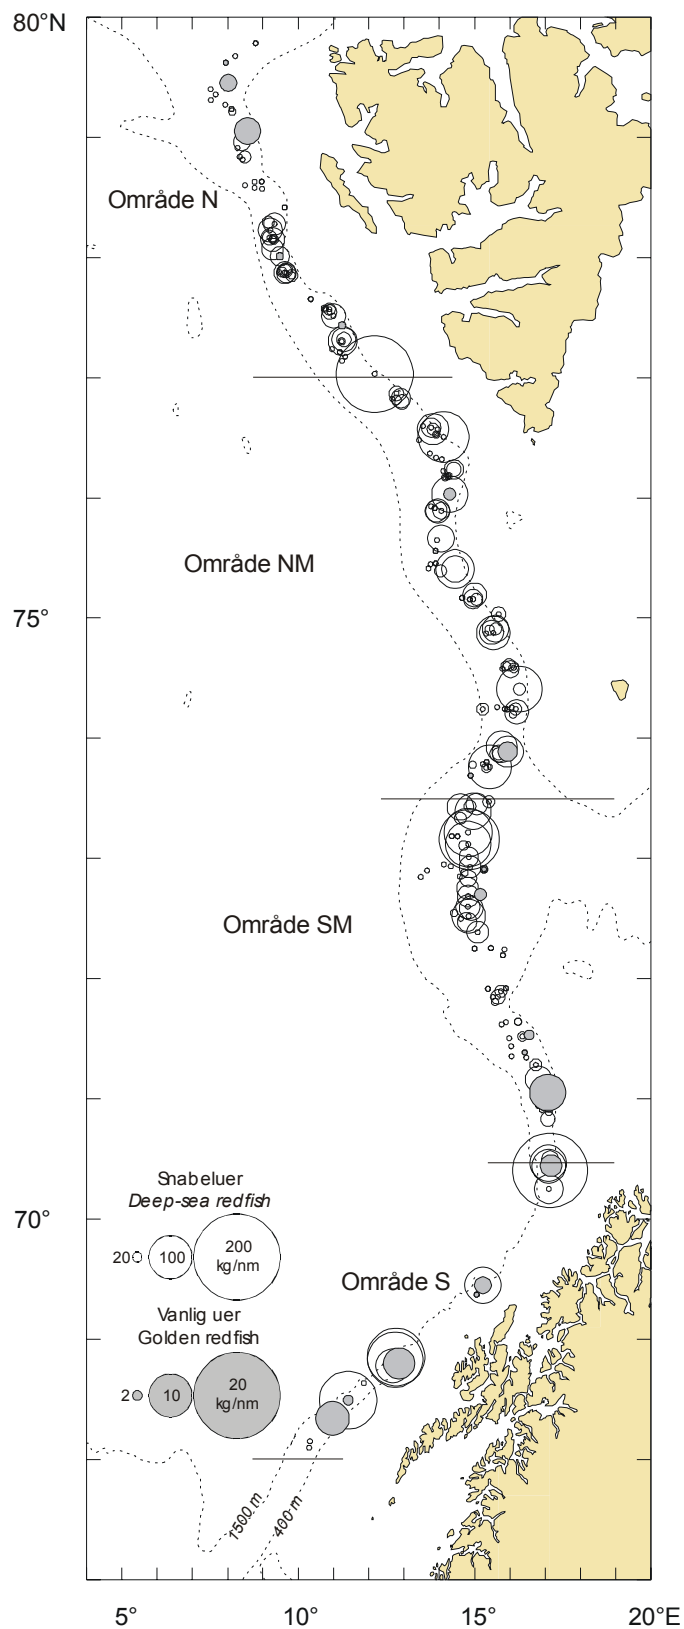 80°N
Område N
Område NM
75°
Område SM
Snabeluer
Deep-sea redfish
70°
20
100
200
kg/nm
Område S
Vanlig uer
Golden redfish
2
10
20
kg/nm
1500 m
400 m
5°
10°
15°
20°E